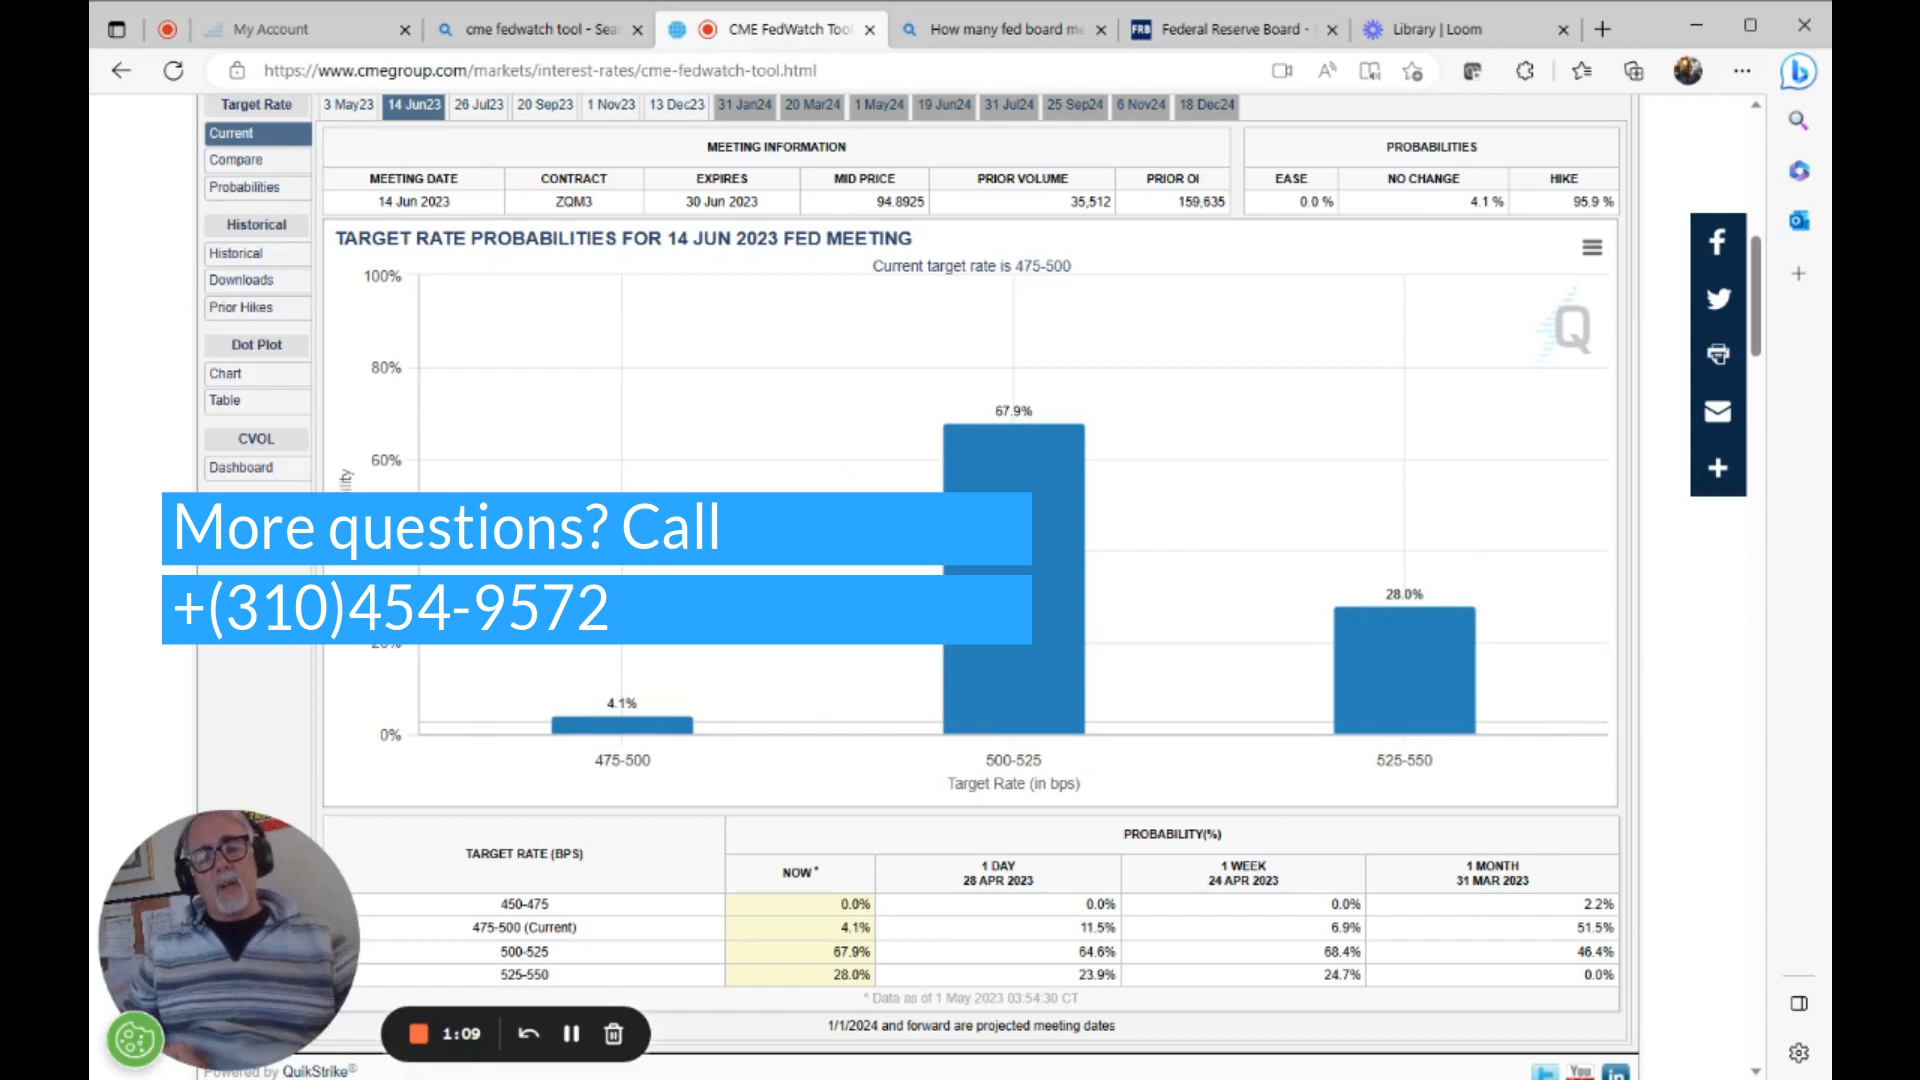 My Account
cme fedwatch tool - Sear
CME FedWatch Tool
How many fed board me
FRB Federal Reserve Board -
Library | Loom
https://www.cmegroup.com/markets/interest-rates/cme-fedwatch-tool.html
Target Rate
3 May23 14 Jun23 26 Jul23 20 Sep23 1 Nov23 13 Dec23 31 Jan24 20 Mar24 1 May24 19 Jun24 31 Jul24 25 Sep24 6 Nov24 18 Dec24
Current
Compare
Probabilities
Historical
Historical
Downloads
Prior Hikes
Dot Plot
Chart
Table
CVOL
Dashboard
MEETING INFORMATION
PROBABILITIES
MEETING DATE CONTRACT EXPIRES MID PRICE PRIOR VOLUME PRIOR OI EASE NO CHANGE HIKE
14 Jun 2023 ZQM3 30 Jun 2023 94.8925 35,512 159,635 0.0 % 4.1 % 95.9 %
TARGET RATE PROBABILITIES FOR 14 JUN 2023 FED MEETING
Current target rate is 475-500
100%
Q
80%
67.9%
60%
More questions? Call
+(310)454-9572
28.0%
4.1%
0%
475-500 500-525 525-550
Target Rate (in bps)
TARGET RATE (BPS)
PROBABILITY(%)
NOW * 1 DAY 1 WEEK 1 MONTH
28 APR 2023 24 APR 2023 31 MAR 2023
450-475 0.0% 0.0% 0.0% 2.2%
475-500 (Current) 4.1% 11.5% 6.9% 51.5%
500-525 67.9% 64.6% 68.4% 46.4%
525-550 28.0% 23.9% 24.7% 0.0%
* Data as of 1 May 2023 03:54:30 CT
1/1/2024 and forward are projected meeting dates
1:09
Powered by QuikStrike®
You
in